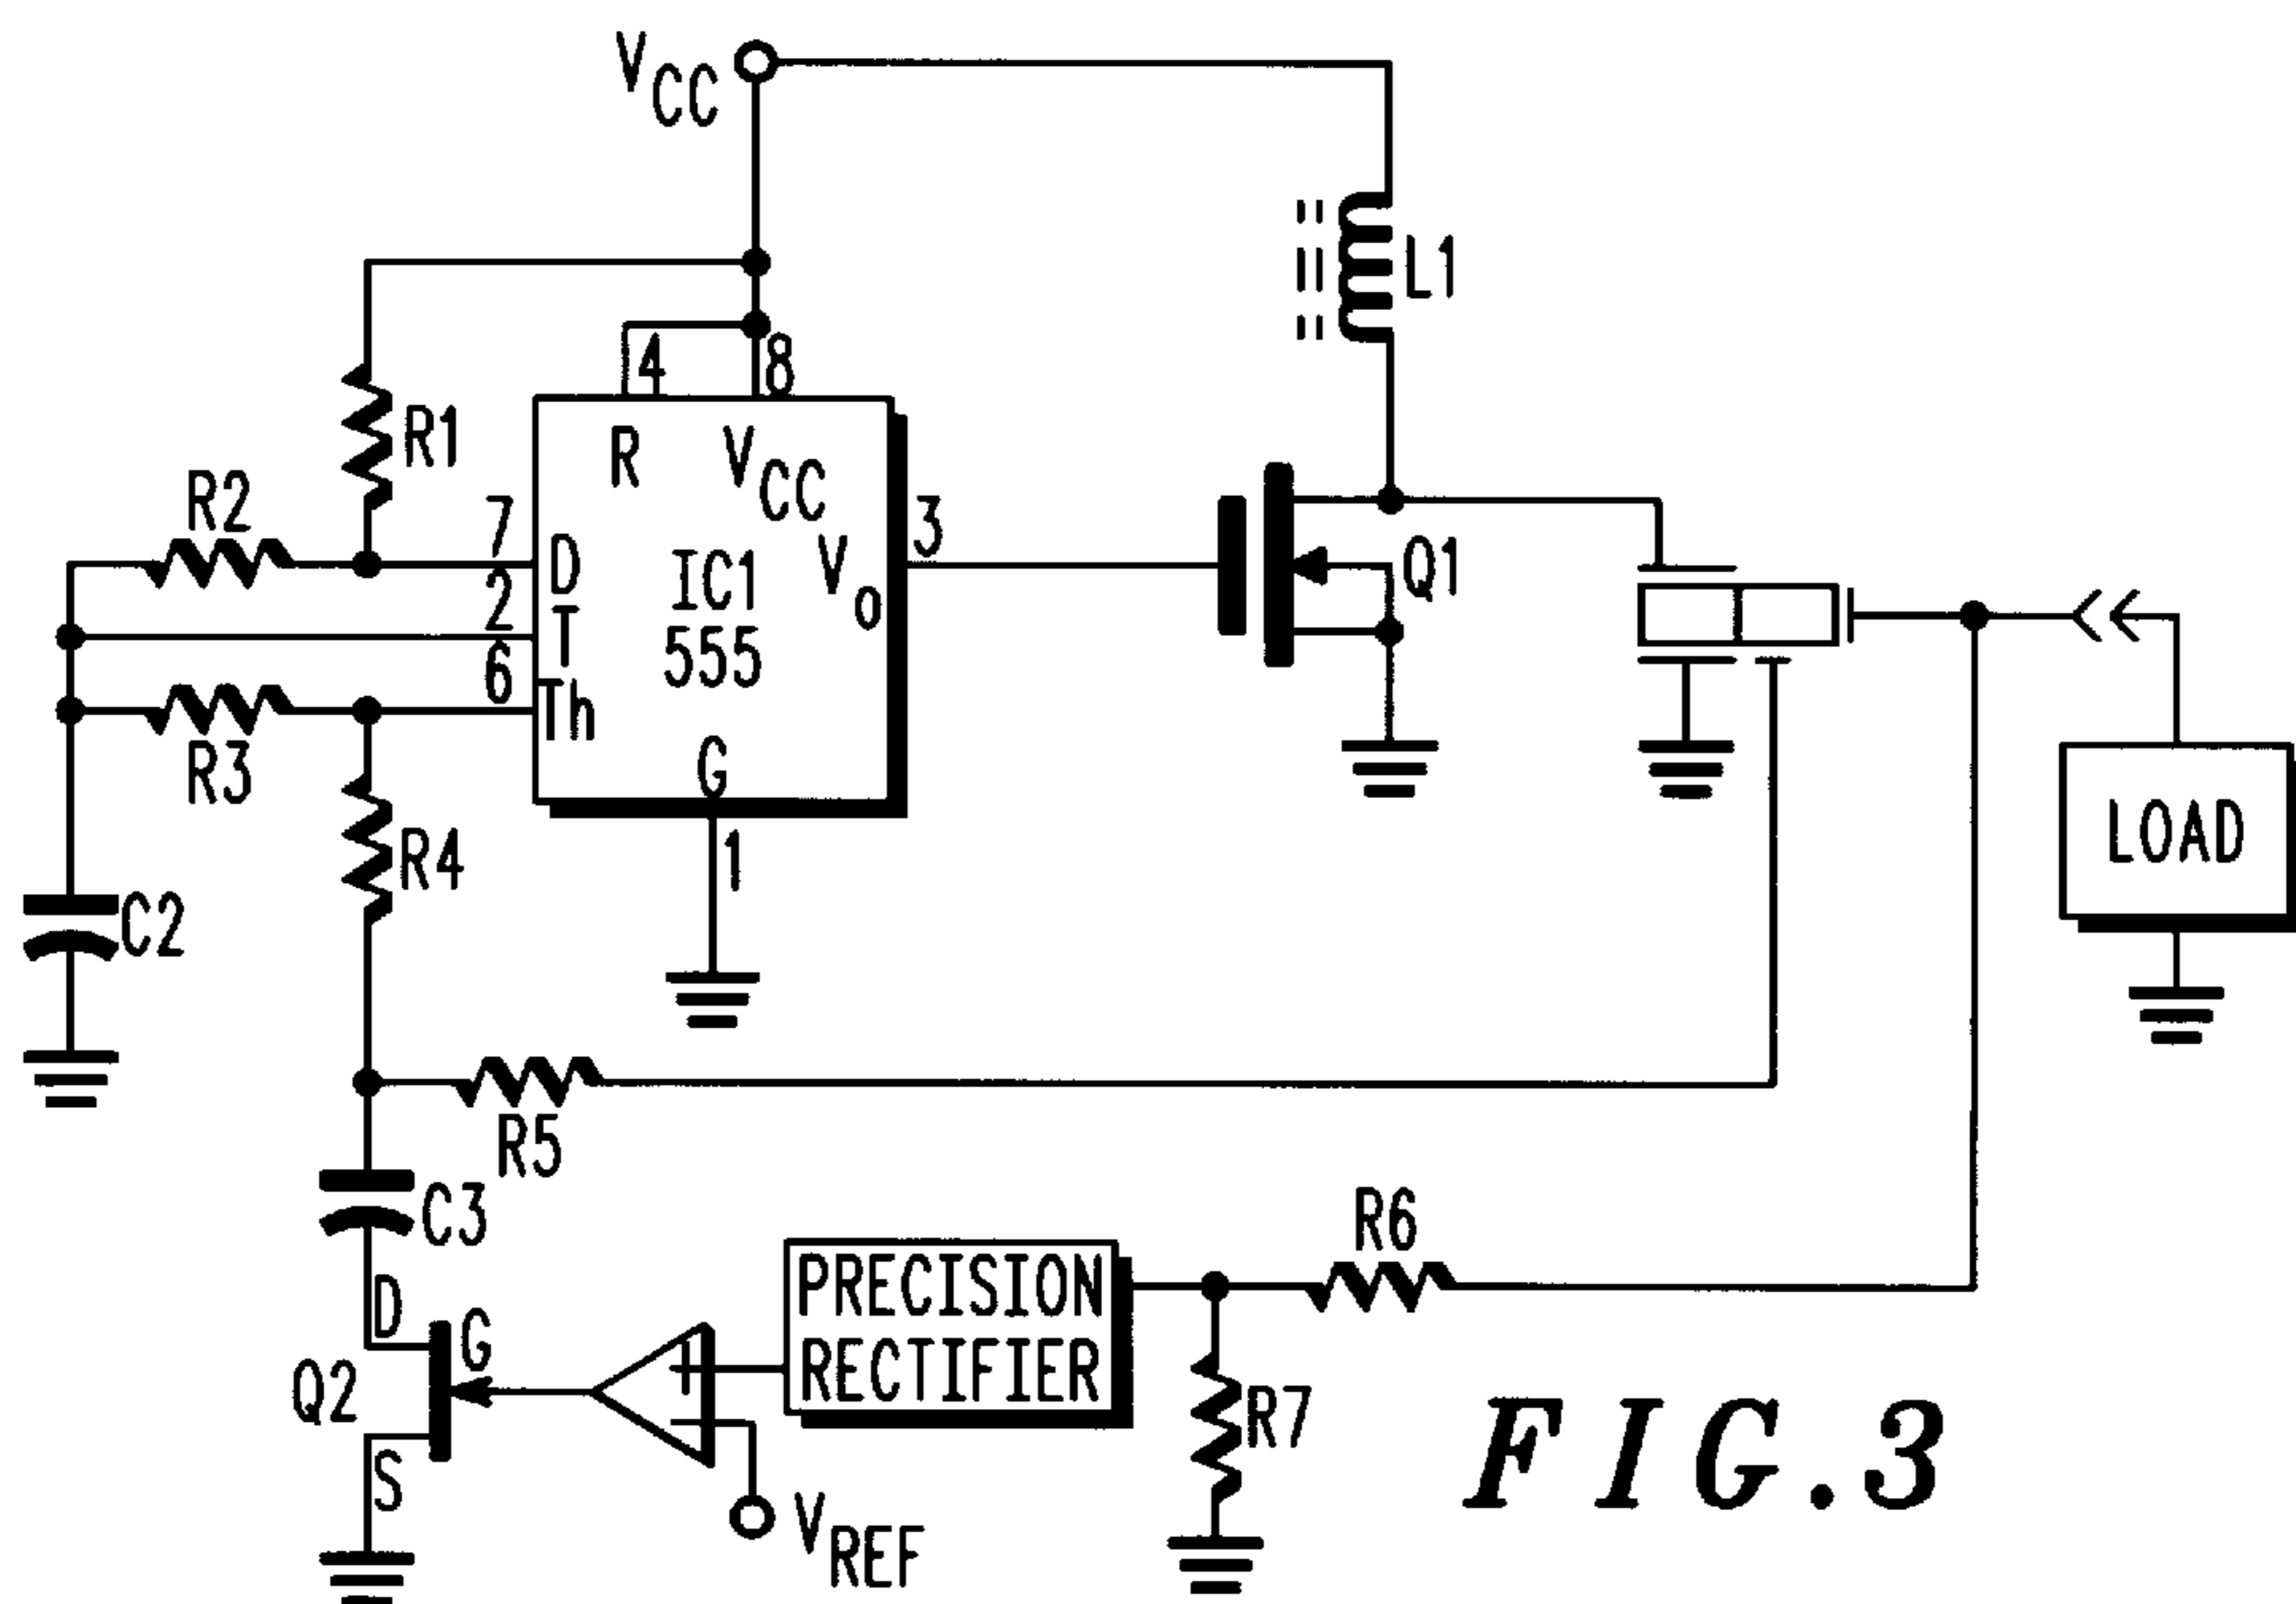 VCC
L1
4
8
R1
R
VCC
R2
7
3
D
VO
Q1
IC1
2
T
555
6
Th
R3
G
LOAD
R4
1
C2
R5
C3
R6
PRECISION
RECTIFIER
D
G
Q2
R7
S
VREF
FIG.3